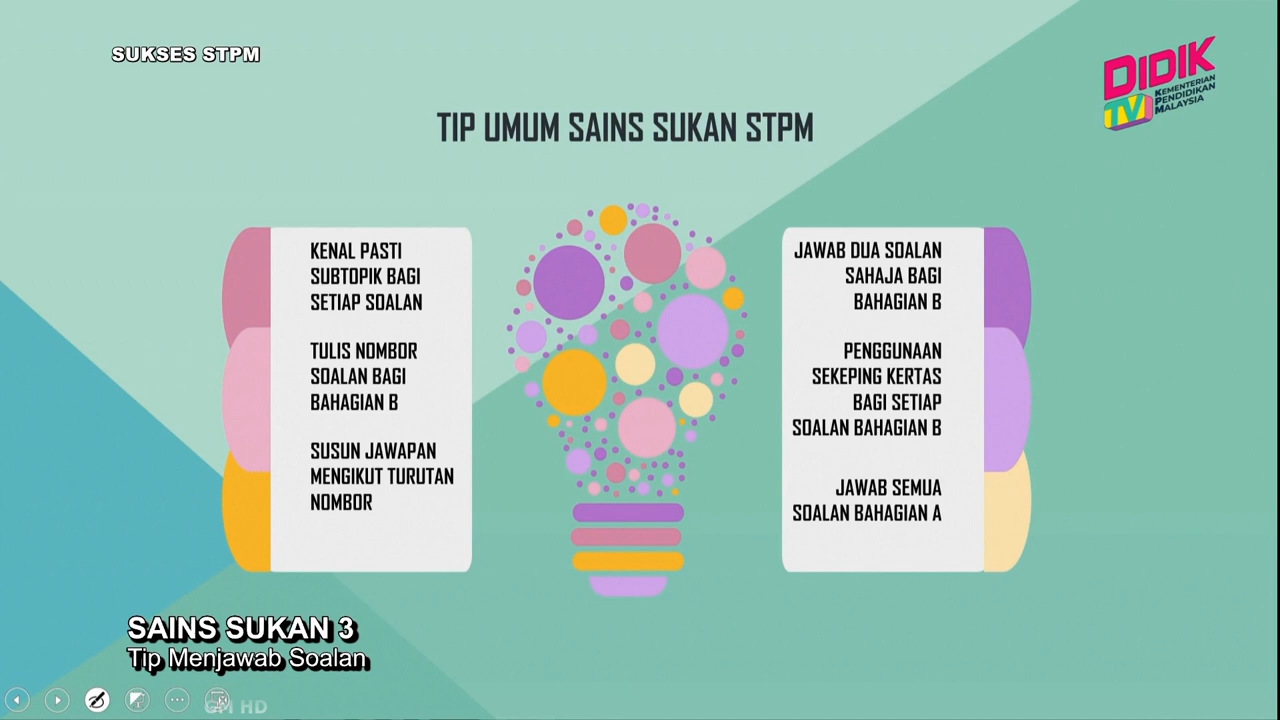 SUKSES STPM
DIDIK
TV
KEMENTERIAN
PENDIDIKAN
MALAYSIA
TIP UMUM SAINS SUKAN STPM
KENAL PASTI
SUBTOPIK BAGI
SETIAP SOALAN
TULIS NOMBOR
SOALAN BAGI
BAHAGIAN B
SUSUN JAWAPAN
MENGIKUT TURUTAN
NOMBOR
JAWAB DUA SOALAN
SAHAJA BAGI
BAHAGIAN B
PENGGUNAAN
SEKEPING KERTAS
BAGI SETIAP
SOALAN BAHAGIAN B
JAWAB SEMUA
SOALAN BAHAGIAN A
SAINS SUKAN 3
Tip Menjawab Soalan
HD